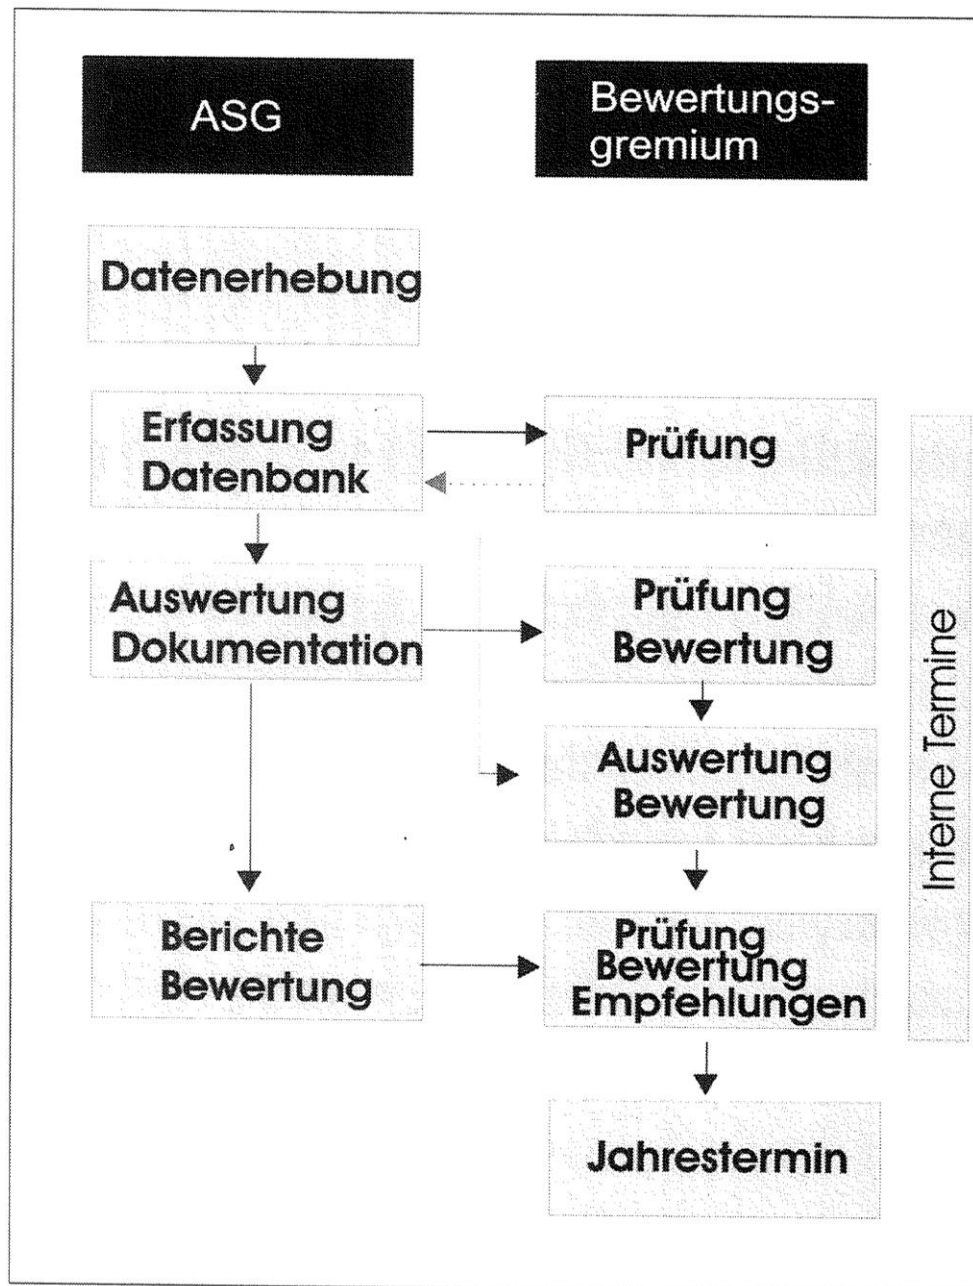 ASG
Bewertungs-
gremium
Datenerhebung
Erfassung
Datenbank
Prüfung
Auswertung
Dokumentation
Prüfung
Bewertung
Auswertung
Bewertung
Berichte
Bewertung
Prüfung
Bewertung
Empfehlungen
Jahrestermin
Interne Termine